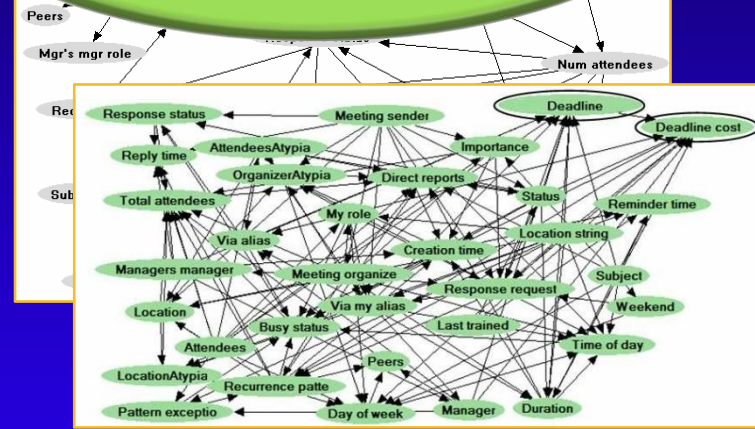 Peers
Mgr's mgr role
Num attendees
Rec
Sub
Response status
Meeting sender
Deadline
Deadline cost
Reply time
AttendeesAtypia
Importance
OrganizerAtypia
Direct reports
Total attendees
Status
Reminder time
My role
Via alias
Location string
Creation time
Managers manager
Meeting organize
Response request
Subject
Location
Via my alias
Weekend
Busy status
Last trained
Attendees
Time of day
Peers
LocationAtypia
Recurrence patte
Pattern exceptio
Day of week
Manager
Duration